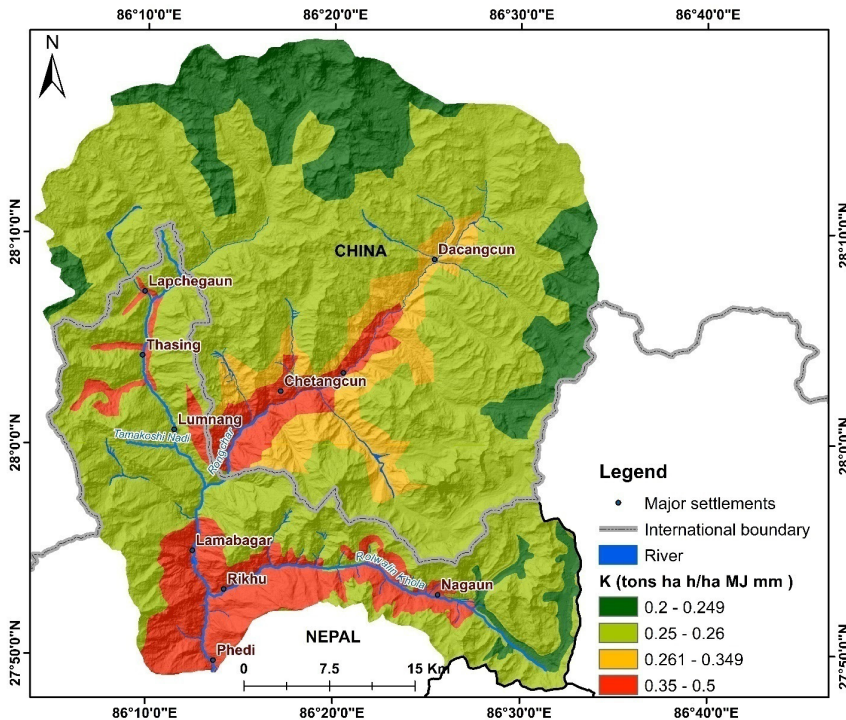 86°10'0"E 86°20'0"E 86°30'0"E 86°40'0"E
N
28°10'0"N
28°10'0"N
CHINA
Dacangcun
Lapchegaun
Thasing
Chetangcun
Lumnang
Tamakoshi Nadi
Rongchar
28°0'0"N
28°0'0"N
Lamabagar
Rolwaln Khola
Rikhu
Nagaun
NEPAL
Phedi
0 7.5 15 Km
27°50'0"N
27°50'0"N
Legend
Major settlements
International boundary
River
K (tons ha h/ha MJ mm )
0.2 - 0.249
0.25 - 0.26
0.261 - 0.349
0.35 - 0.5
86°10'0"E 86°20'0"E 86°30'0"E 86°40'0"E